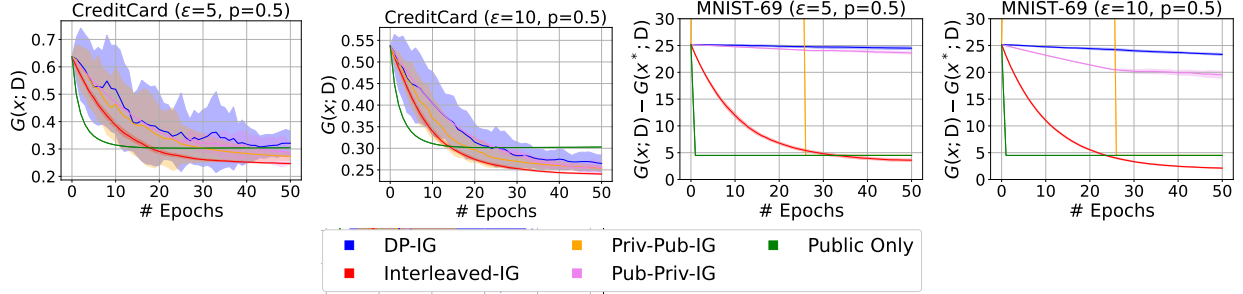 CreditCard (ε=5, p=0.5)
G(x; D)
0.7
0.6
0.5
0.4
0.3
0.2
0 10 20 30 40 50
# Epochs
CreditCard (ε=10, p=0.5)
G(x; D)
0.55
0.50
0.45
0.40
0.35
0.30
0.25
0 10 20 30 40 50
# Epochs
MNIST-69 (ε=5, p=0.5)
G(x; D) − G(x*; D)
30
25
20
15
10
5
0
0 10 20 30 40 50
# Epochs
MNIST-69 (ε=10, p=0.5)
G(x; D) − G(x*; D)
30
25
20
15
10
5
0
0 10 20 30 40 50
# Epochs
DP-IG Priv-Pub-IG Public Only
Interleaved-IG Pub-Priv-IG